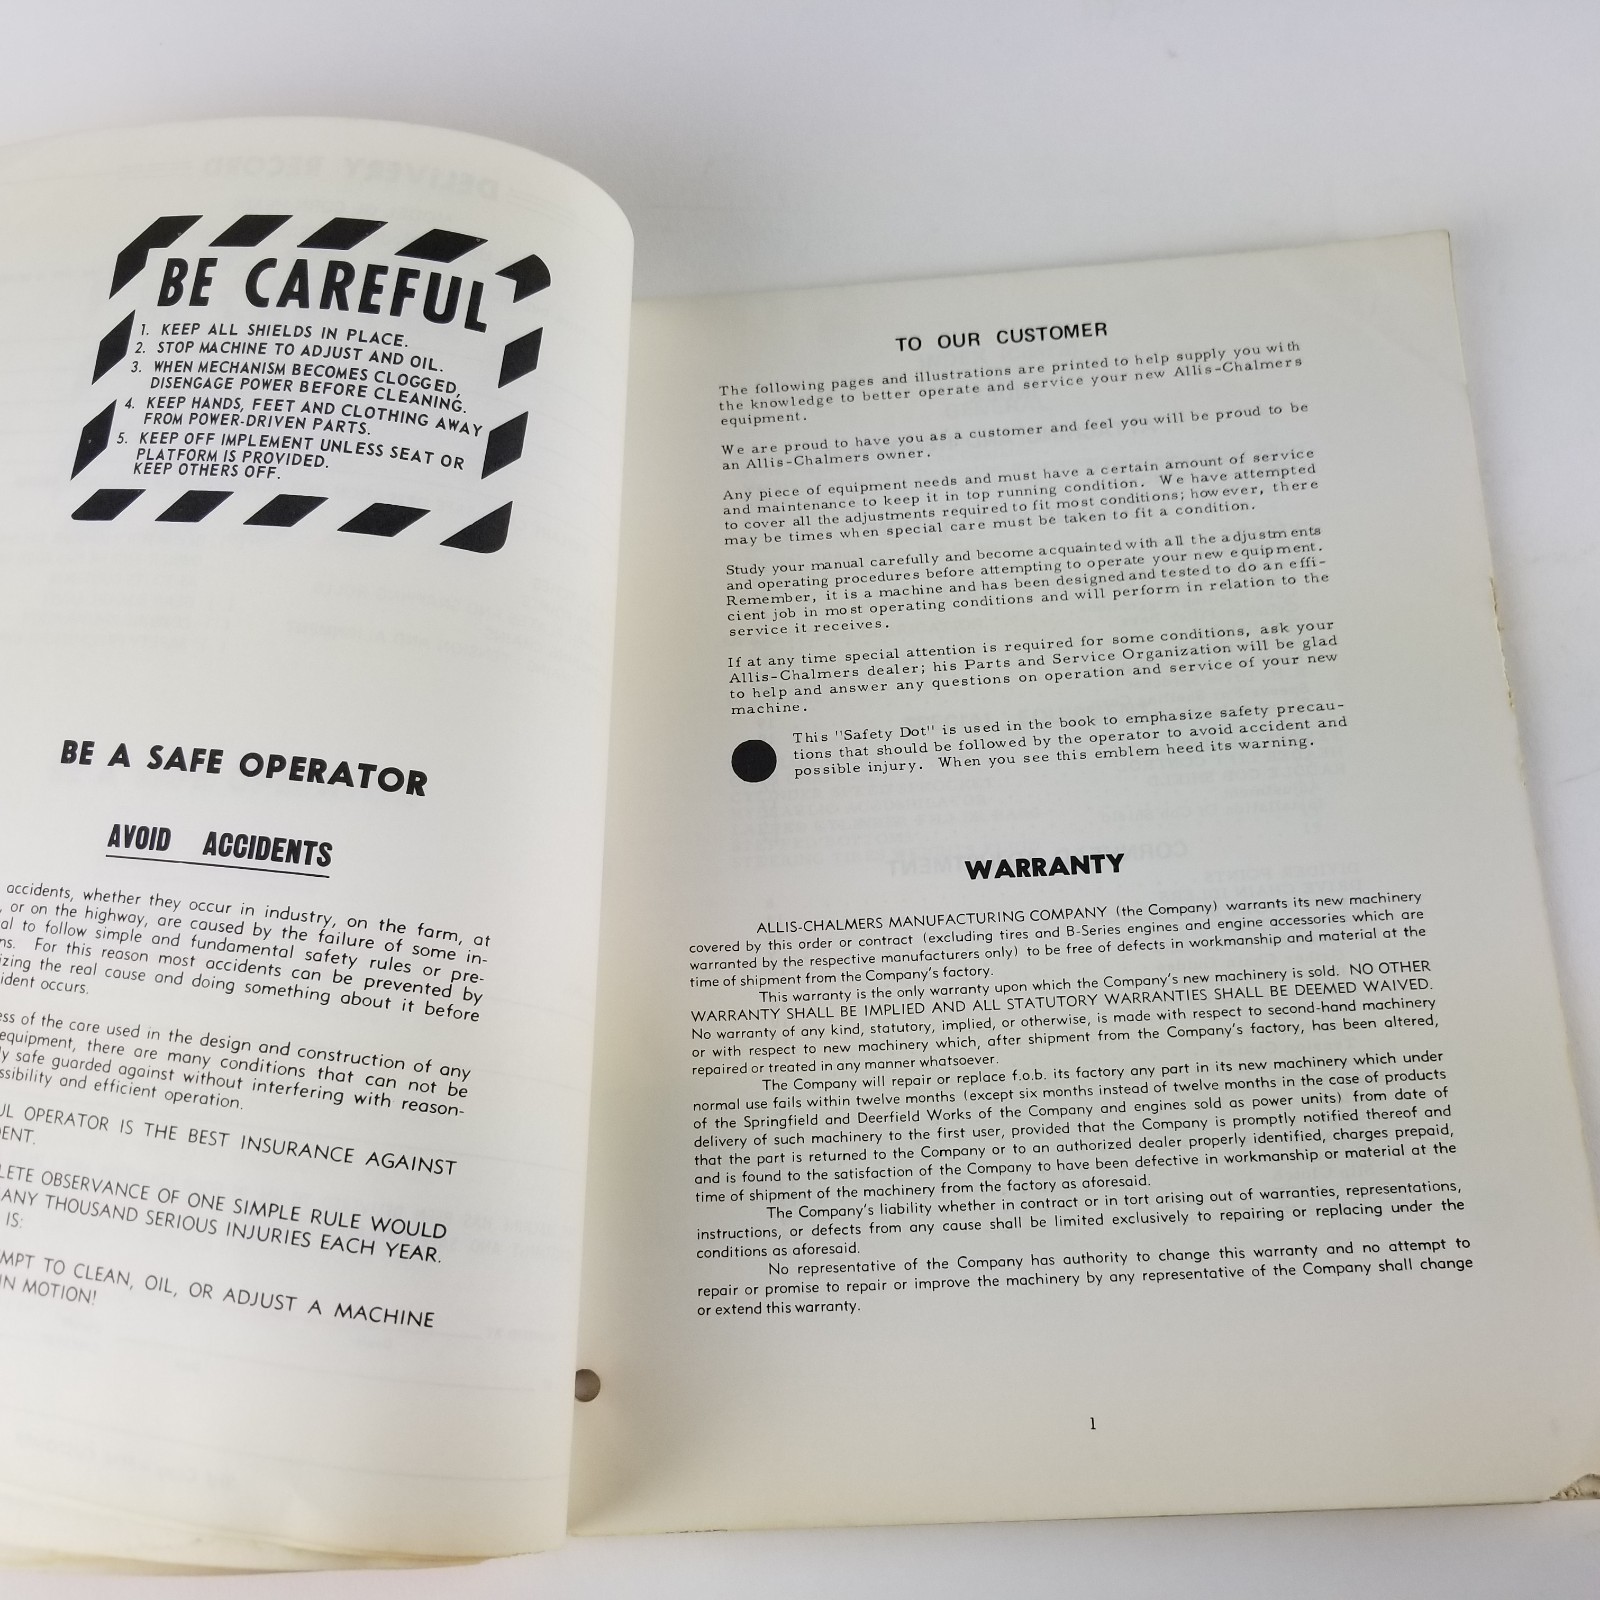 BE CAREFUL
1. KEEP ALL SHIELDS IN PLACE.
2. STOP MACHINE TO ADJUST AND OIL.
3. WHEN MECHANISM BECOMES CLOGGED,
DISENGAGE POWER BEFORE CLEANING.
4. KEEP HANDS, FEET AND CLOTHING AWAY
FROM POWER-DRIVEN PARTS.
5. KEEP OFF IMPLEMENT UNLESS SEAT OR
PLATFORM IS PROVIDED.
KEEP OTHERS OFF.
BE A SAFE OPERATOR
AVOID ACCIDENTS
accidents, whether they occur in industry, on the farm, at
, or on the highway, are caused by the failure of some in-
al to follow simple and fundamental safety rules or pre-
ns. For this reason most accidents can be prevented by
izing the real cause and doing something about it before
ident occurs.
ess of the care used in the design and construction of any
equipment, there are many conditions that can not be
ly safe guarded against without interfering with reason-
ssibility and efficient operation.
UL OPERATOR IS THE BEST INSURANCE AGAINST
DENT.
LETE OBSERVANCE OF ONE SIMPLE RULE WOULD
ANY THOUSAND SERIOUS INJURIES EACH YEAR.
IS:
MPT TO CLEAN, OIL, OR ADJUST A MACHINE
IN MOTION!
TO OUR CUSTOMER
The following pages and illustrations are printed to help supply you with
the knowledge to better operate and service your new Allis-Chalmers
equipment.
We are proud to have you as a customer and feel you will be proud to be
an Allis-Chalmers owner.
Any piece of equipment needs and must have a certain amount of service
and maintenance to keep it in top running condition. We have attempted
to cover all the adjustments required to fit most conditions; however, there
may be times when special care must be taken to fit a condition.
Study your manual carefully and become acquainted with all the adjustments
and operating procedures before attempting to operate your new equipment.
Remember, it is a machine and has been designed and tested to do an effi-
cient job in most operating conditions and will perform in relation to the
service it receives.
If at any time special attention is required for some conditions, ask your
Allis-Chalmers dealer; his Parts and Service Organization will be glad
to help and answer any questions on operation and service of your new
machine.
This "Safety Dot" is used in the book to emphasize safety precau-
tions that should be followed by the operator to avoid accident and
possible injury. When you see this emblem heed its warning.
WARRANTY
ALLIS-CHALMERS MANUFACTURING COMPANY (the Company) warrants its new machinery
covered by this order or contract (excluding tires and B-Series engines and engine accessories which are
warranted by the respective manufacturers only) to be free of defects in workmanship and material at the
time of shipment from the Company's factory.
This warranty is the only warranty upon which the Company's new machinery is sold. NO OTHER
WARRANTY SHALL BE IMPLIED AND ALL STATUTORY WARRANTIES SHALL BE DEEMED WAIVED.
No warranty of any kind, statutory, implied, or otherwise, is made with respect to second-hand machinery
or with respect to new machinery which, after shipment from the Company's factory, has been altered,
repaired or treated in any manner whatsoever.
The Company will repair or replace f.o.b. its factory any part in its new machinery which under
normal use fails within twelve months (except six months instead of twelve months in the case of products
of the Springfield and Deerfield Works of the Company and engines sold as power units) from date of
delivery of such machinery to the first user, provided that the Company is promptly notified thereof and
that the part is returned to the Company or to an authorized dealer properly identified, charges prepaid,
and is found to the satisfaction of the Company to have been defective in workmanship or material at the
time of shipment of the machinery from the factory as aforesaid.
The Company's liability whether in contract or in tort arising out of warranties, representations,
instructions, or defects from any cause shall be limited exclusively to repairing or replacing under the
conditions as aforesaid.
No representative of the Company has authority to change this warranty and no attempt to
repair or promise to repair or improve the machinery by any representative of the Company shall change
or extend this warranty.
1